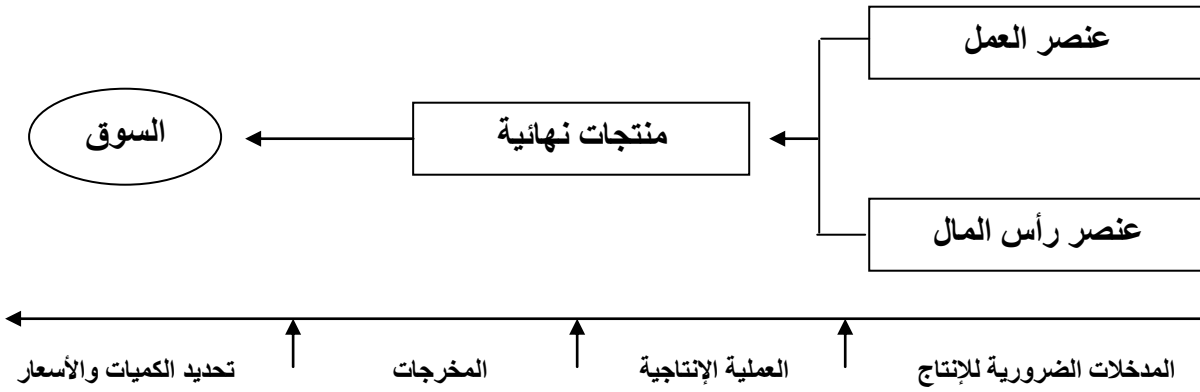 عنصر العمل
منتجات نهائية
السوق
عنصر رأس المال
المدخلات الضرورية للإنتاج
العملية الإنتاجية
المخرجات
تحديد الكميات والأسعار